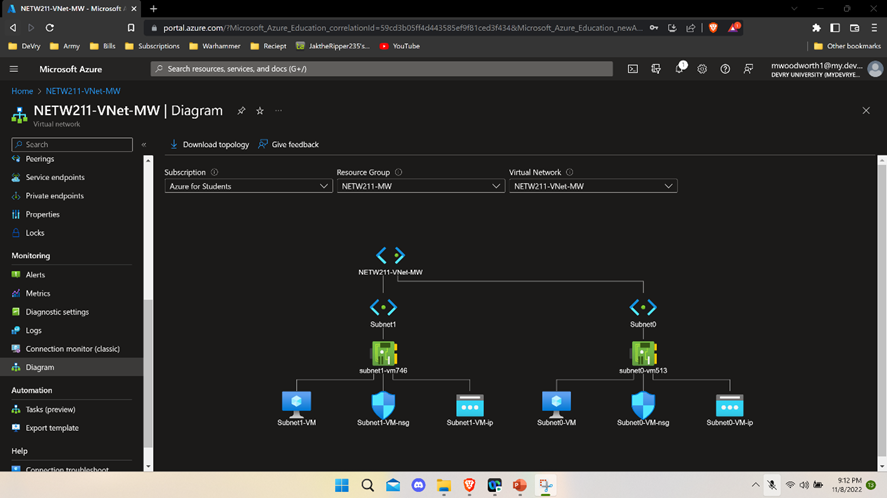 NETW211-VNet-MW - Microsoft Az
portal.azure.com/?Microsoft_Azure_Education_correlationId=59cd3b05ff4d443585ef9f81ced3f434&Microsoft_Azure_Education_newA...
DeVry Army Bills Subscriptions Warhammer Reciept JaktheRipper235's... YouTube Other bookmarks
Microsoft Azure
Search resources, services, and docs (G+/)
1
mwoodworth1@my.dev...
DEVRY UNIVERSITY (MYDEVRYE...
Home > NETW211-VNet-MW
NETW211-VNet-MW | Diagram
Virtual network
Search
Peerings
Service endpoints
Private endpoints
Properties
Locks
Monitoring
Alerts
Metrics
Diagnostic settings
Logs
Connection monitor (classic)
Diagram
Automation
Tasks (preview)
Export template
Help
Connection troubleshoot
Download topology Give feedback
Subscription Resource Group Virtual Network
Azure for Students NETW211-MW NETW211-VNet-MW
NETW211-VNet-MW
Subnet1 Subnet0
subnet1-vm746 subnet0-vm513
Subnet1-VM Subnet1-VM-nsg Subnet1-VM-ip Subnet0-VM Subnet0-VM-nsg Subnet0-VM-ip
9:12 PM
11/8/2022
13